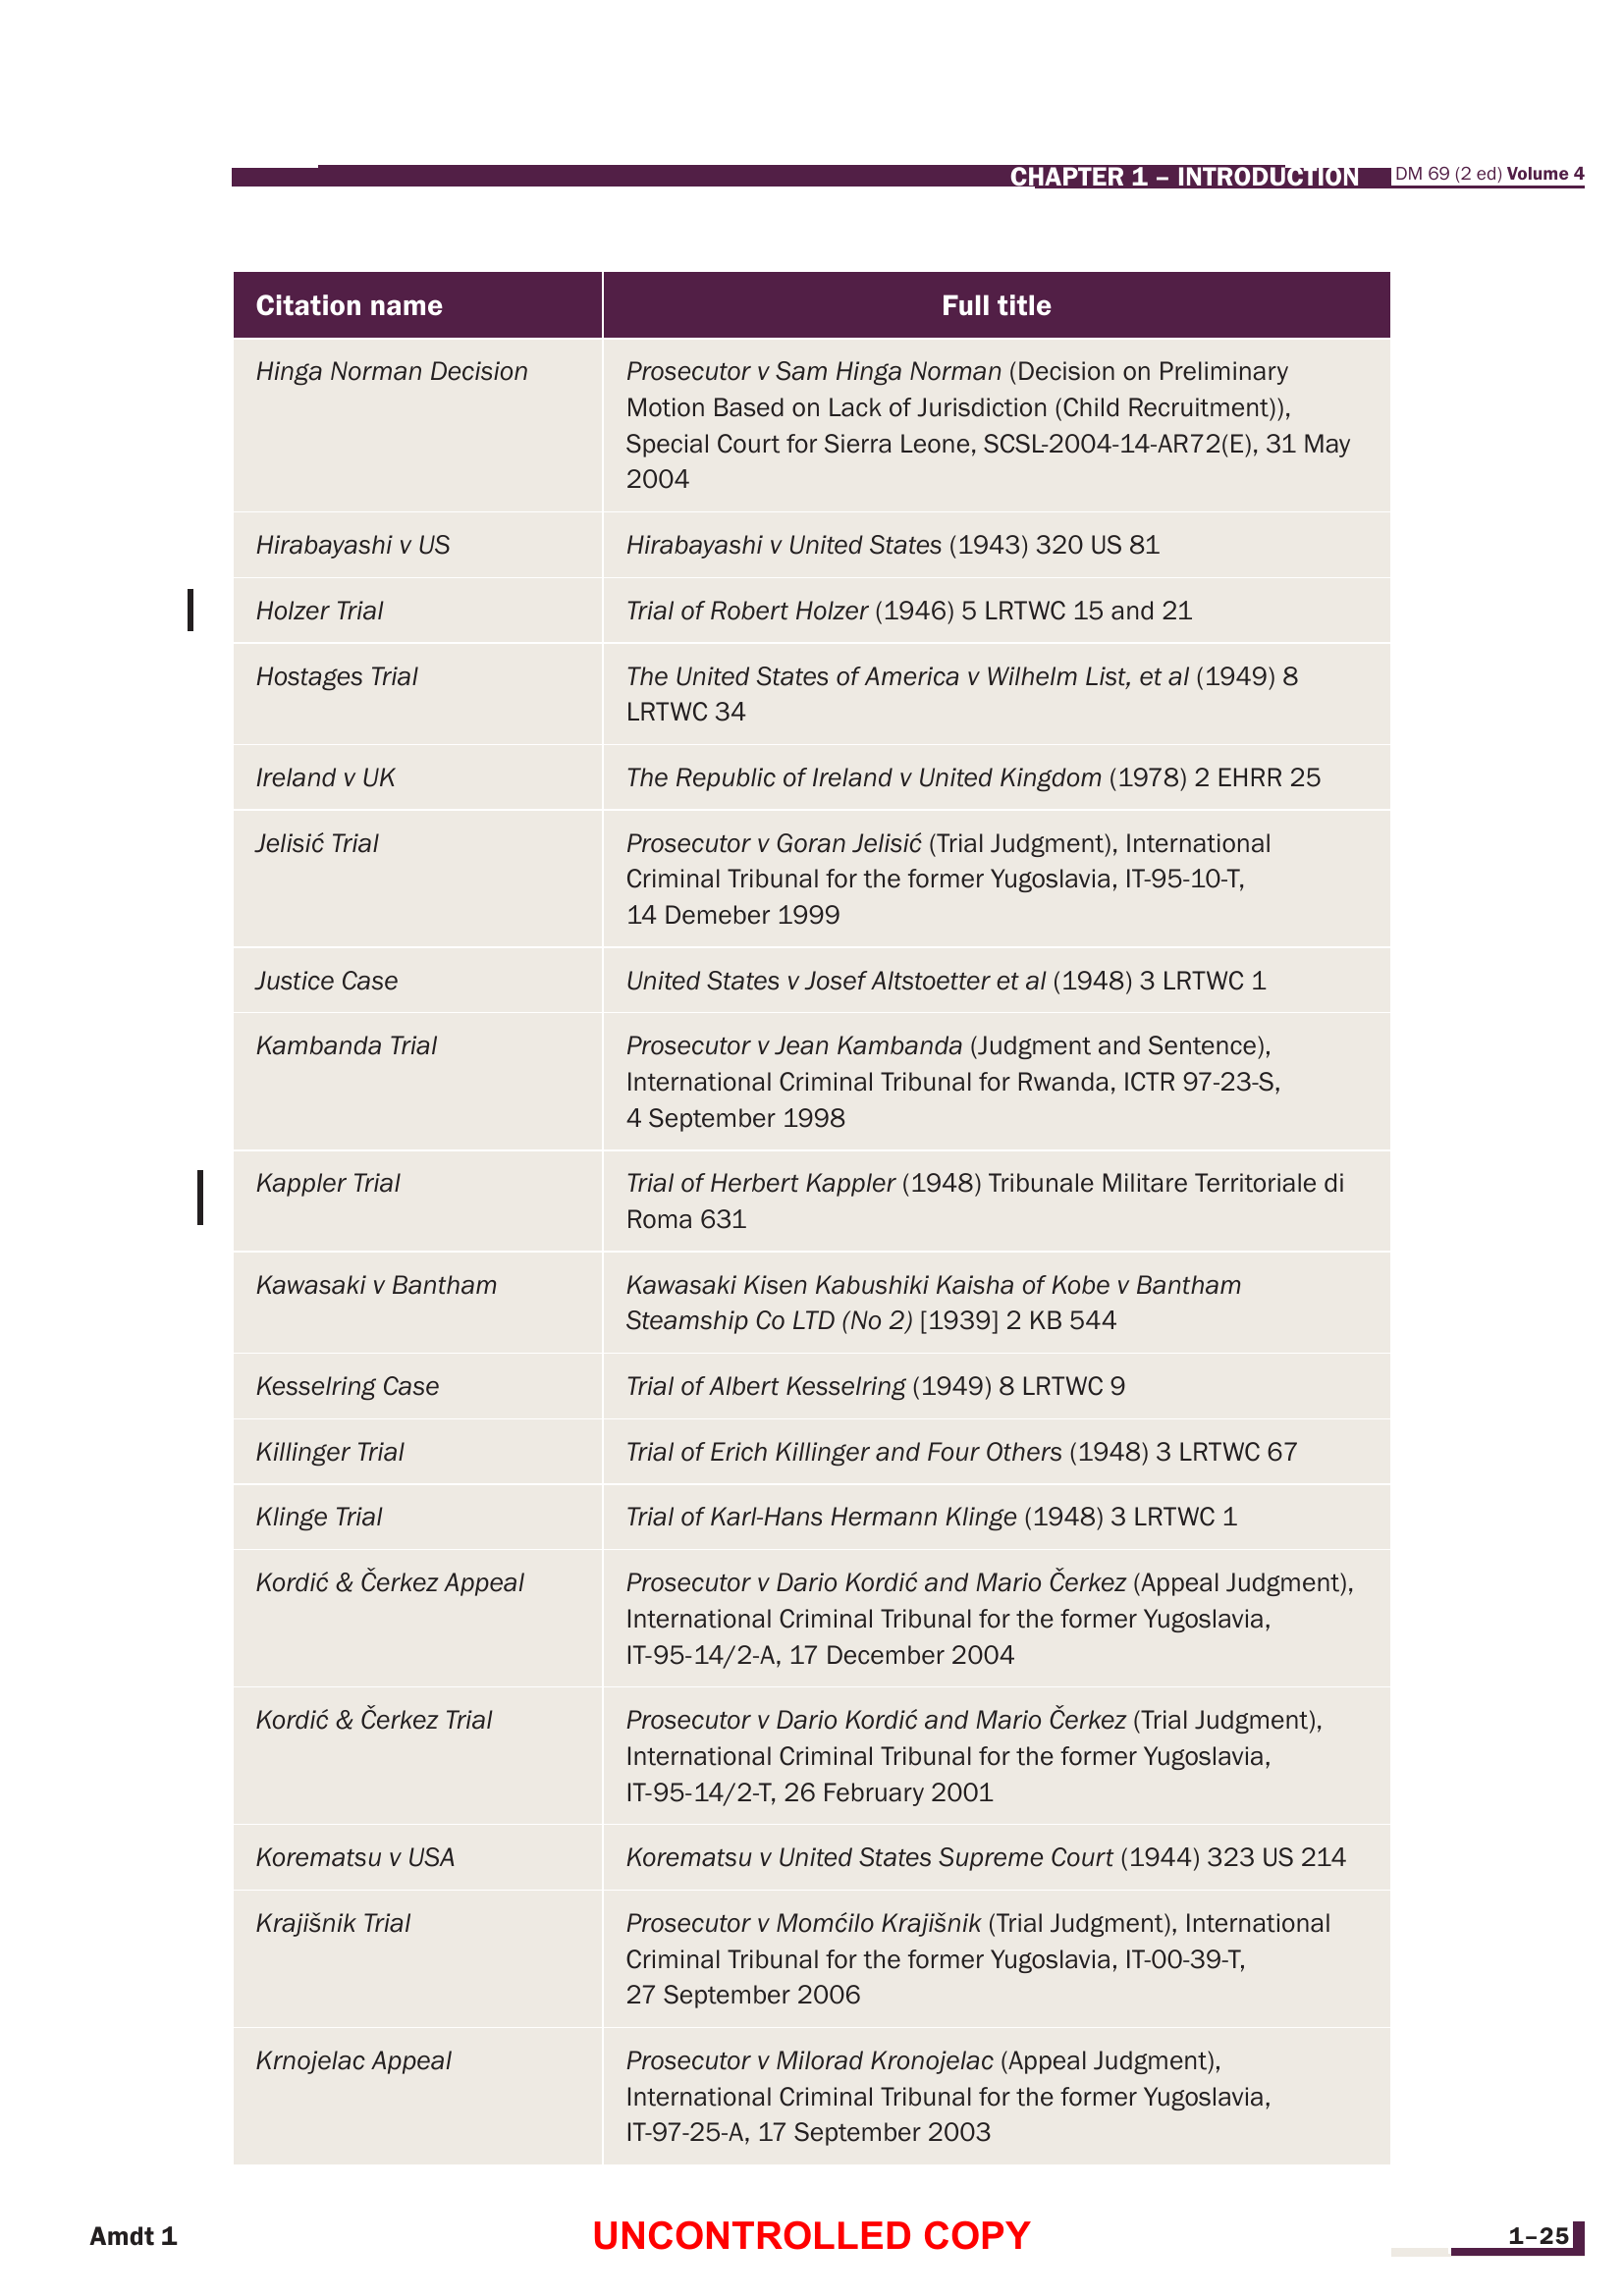 CHAPTER 1 – INTRODUCTION DM 69 (2 ed) Volume 4
Citation name Full title
Hinga Norman Decision Prosecutor v Sam Hinga Norman (Decision on Preliminary
Motion Based on Lack of Jurisdiction (Child Recruitment)),
Special Court for Sierra Leone, SCSL-2004-14-AR72(E), 31 May
2004
Hirabayashi v US Hirabayashi v United States (1943) 320 US 81
Holzer Trial Trial of Robert Holzer (1946) 5 LRTWC 15 and 21
Hostages Trial The United States of America v Wilhelm List, et al (1949) 8
LRTWC 34
Ireland v UK The Republic of Ireland v United Kingdom (1978) 2 EHRR 25
Jelisić Trial Prosecutor v Goran Jelisić (Trial Judgment), International
Criminal Tribunal for the former Yugoslavia, IT-95-10-T,
14 Demeber 1999
Justice Case United States v Josef Altstoetter et al (1948) 3 LRTWC 1
Kambanda Trial Prosecutor v Jean Kambanda (Judgment and Sentence),
International Criminal Tribunal for Rwanda, ICTR 97-23-S,
4 September 1998
Kappler Trial Trial of Herbert Kappler (1948) Tribunale Militare Territoriale di
Roma 631
Kawasaki v Bantham Kawasaki Kisen Kabushiki Kaisha of Kobe v Bantham
Steamship Co LTD (No 2) [1939] 2 KB 544
Kesselring Case Trial of Albert Kesselring (1949) 8 LRTWC 9
Killinger Trial Trial of Erich Killinger and Four Others (1948) 3 LRTWC 67
Klinge Trial Trial of Karl-Hans Hermann Klinge (1948) 3 LRTWC 1
Kordić & Čerkez Appeal Prosecutor v Dario Kordić and Mario Čerkez (Appeal Judgment),
International Criminal Tribunal for the former Yugoslavia,
IT-95-14/2-A, 17 December 2004
Kordić & Čerkez Trial Prosecutor v Dario Kordić and Mario Čerkez (Trial Judgment),
International Criminal Tribunal for the former Yugoslavia,
IT-95-14/2-T, 26 February 2001
Korematsu v USA Korematsu v United States Supreme Court (1944) 323 US 214
Krajišnik Trial Prosecutor v Momćilo Krajišnik (Trial Judgment), International
Criminal Tribunal for the former Yugoslavia, IT-00-39-T,
27 September 2006
Krnojelac Appeal Prosecutor v Milorad Kronojelac (Appeal Judgment),
International Criminal Tribunal for the former Yugoslavia,
IT-97-25-A, 17 September 2003
Amdt 1 UNCONTROLLED COPY 1–25